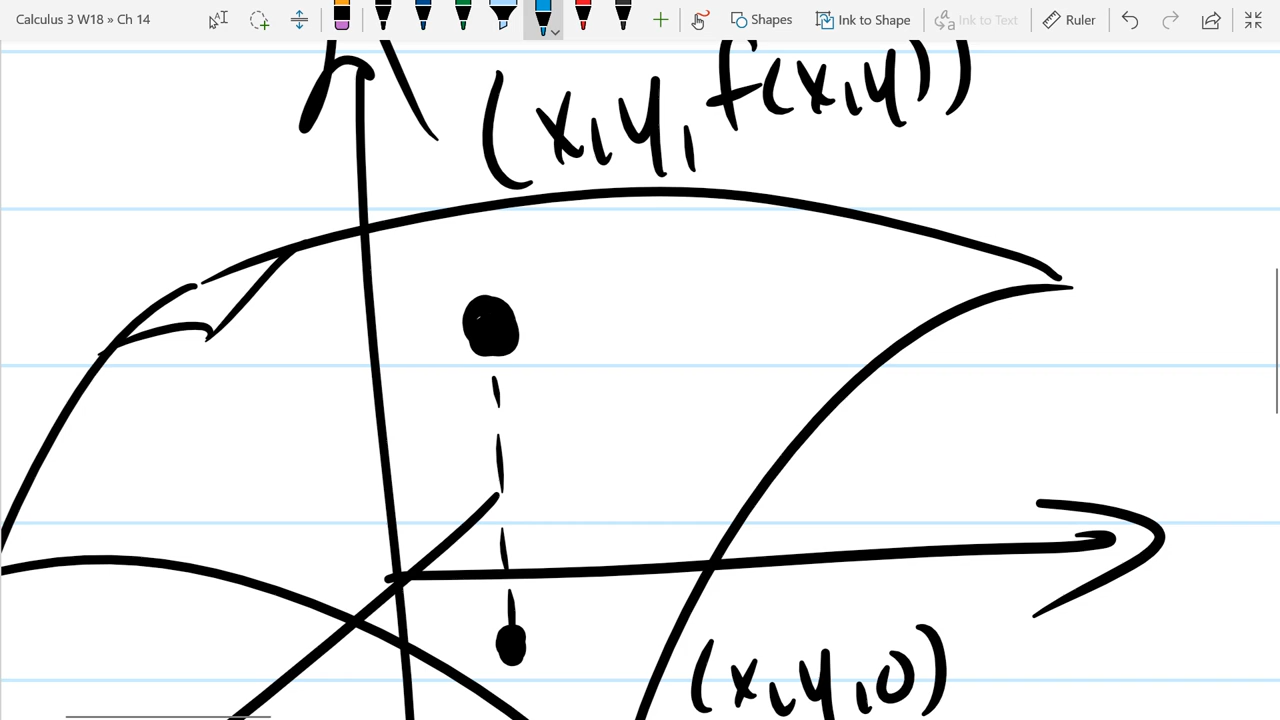 Calculus 3 W18 » Ch 14
Shapes
Ink to Shape
Ink to Text
Ruler
(x, y, f(x,y))
(x, y, 0)